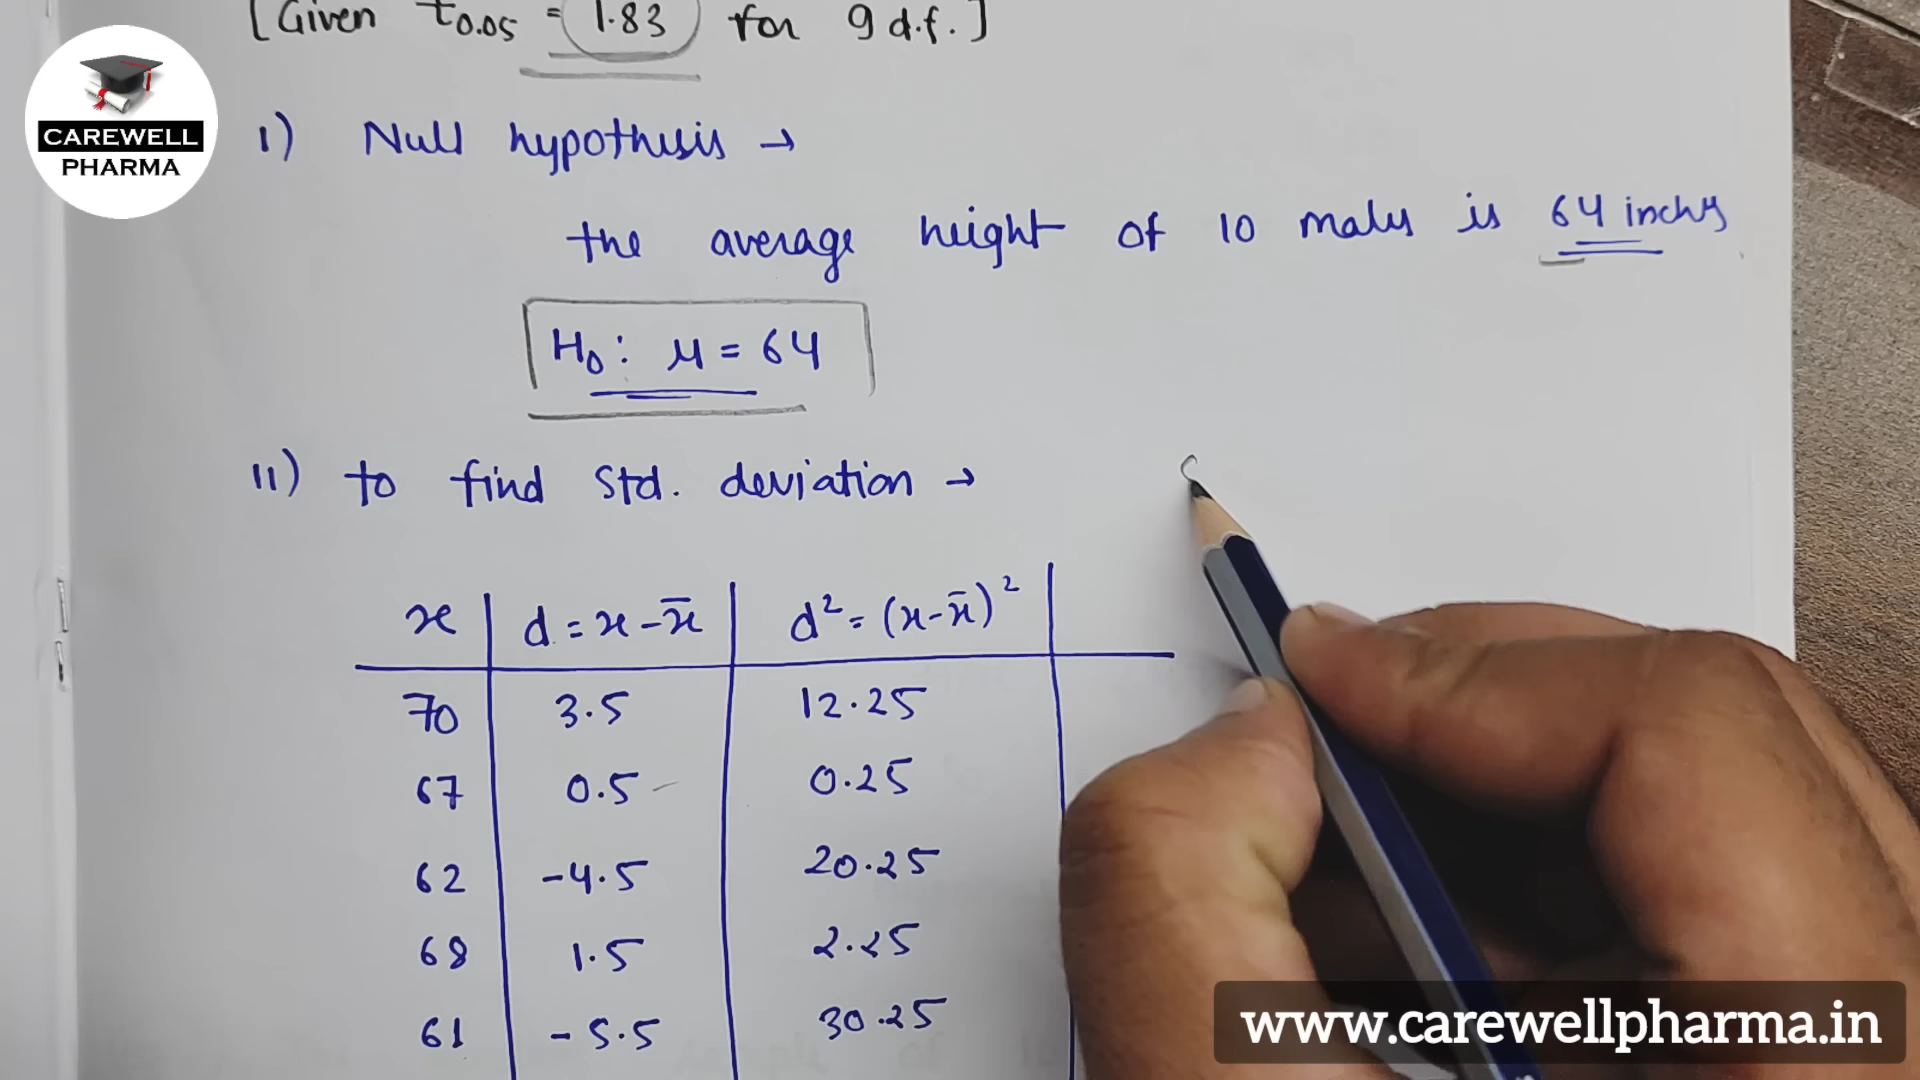 [Given t0.05 = 1.83 for 9 d.f.]
CAREWELL
PHARMA
I) Null hypothesis →
the average height of 10 males is 64 inches
H0: μ = 64
II) to find std. deviation →
S
x | d = x - x̄ | d² = (x - x̄)²
70 3.5 12.25
67 0.5 0.25
62 -4.5 20.25
68 1.5 2.25
61 -5.5 30.25
www.carewellpharma.in